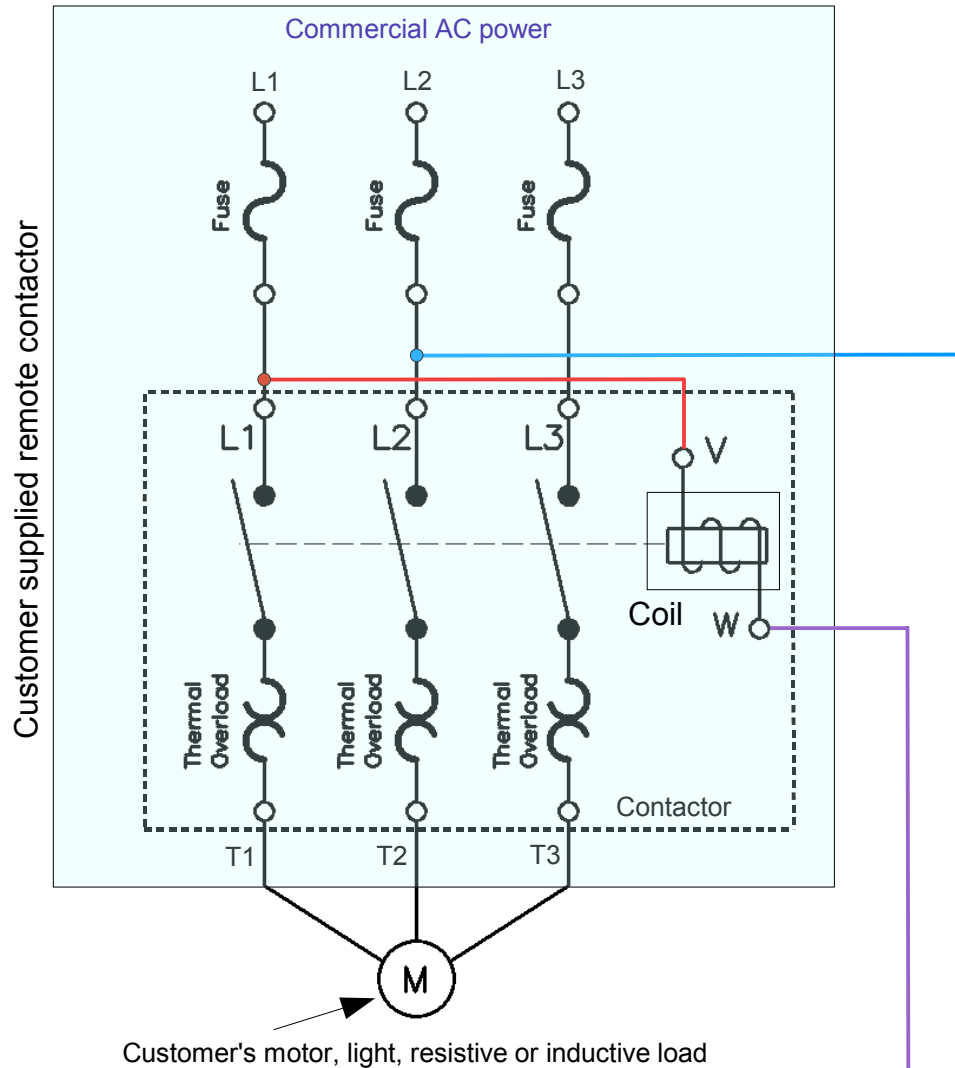 Commercial AC power
L1 L2 L3
Fuse Fuse Fuse
Customer supplied remote contactor
L1 L2 L3 V
Coil
W
Thermal
Overload
Thermal
Overload
Thermal
Overload
Contactor
T1 T2 T3
M
Customer's motor, light, resistive or inductive load